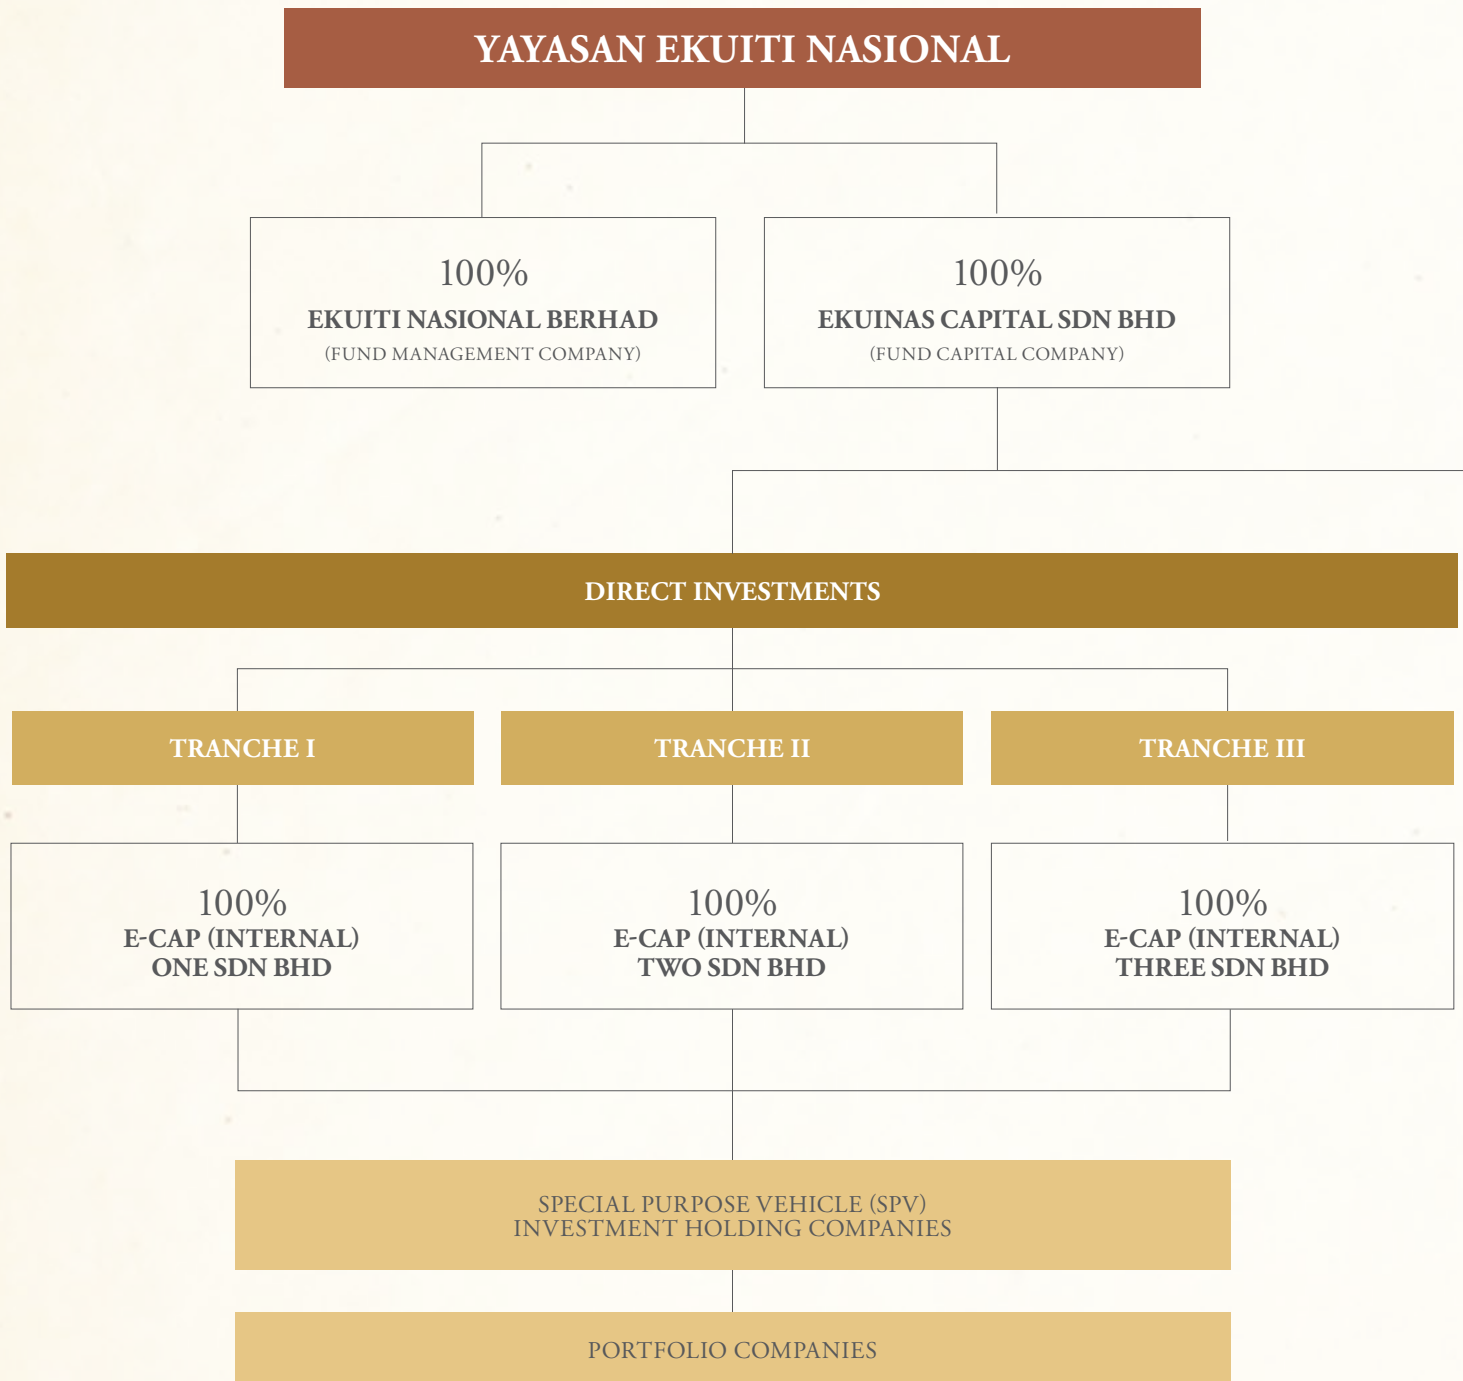 YAYASAN EKUITI NASIONAL
100%
EKUITI NASIONAL BERHAD
(FUND MANAGEMENT COMPANY)
100%
EKUINAS CAPITAL SDN BHD
(FUND CAPITAL COMPANY)
DIRECT INVESTMENTS
TRANCHE I
TRANCHE II
TRANCHE III
100%
E-CAP (INTERNAL)
ONE SDN BHD
100%
E-CAP (INTERNAL)
TWO SDN BHD
100%
E-CAP (INTERNAL)
THREE SDN BHD
SPECIAL PURPOSE VEHICLE (SPV)
INVESTMENT HOLDING COMPANIES
PORTFOLIO COMPANIES